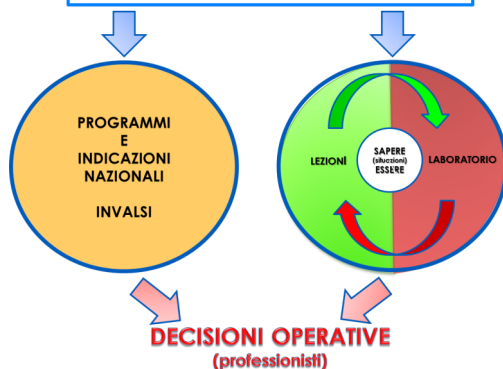 PROGRAMMI
E
INDICAZIONI
NAZIONALI
INVALSI
LEZIONI
SAPERE
(situazioni)
ESSERE
LABORATORIO
DECISIONI OPERATIVE
(professionisti)